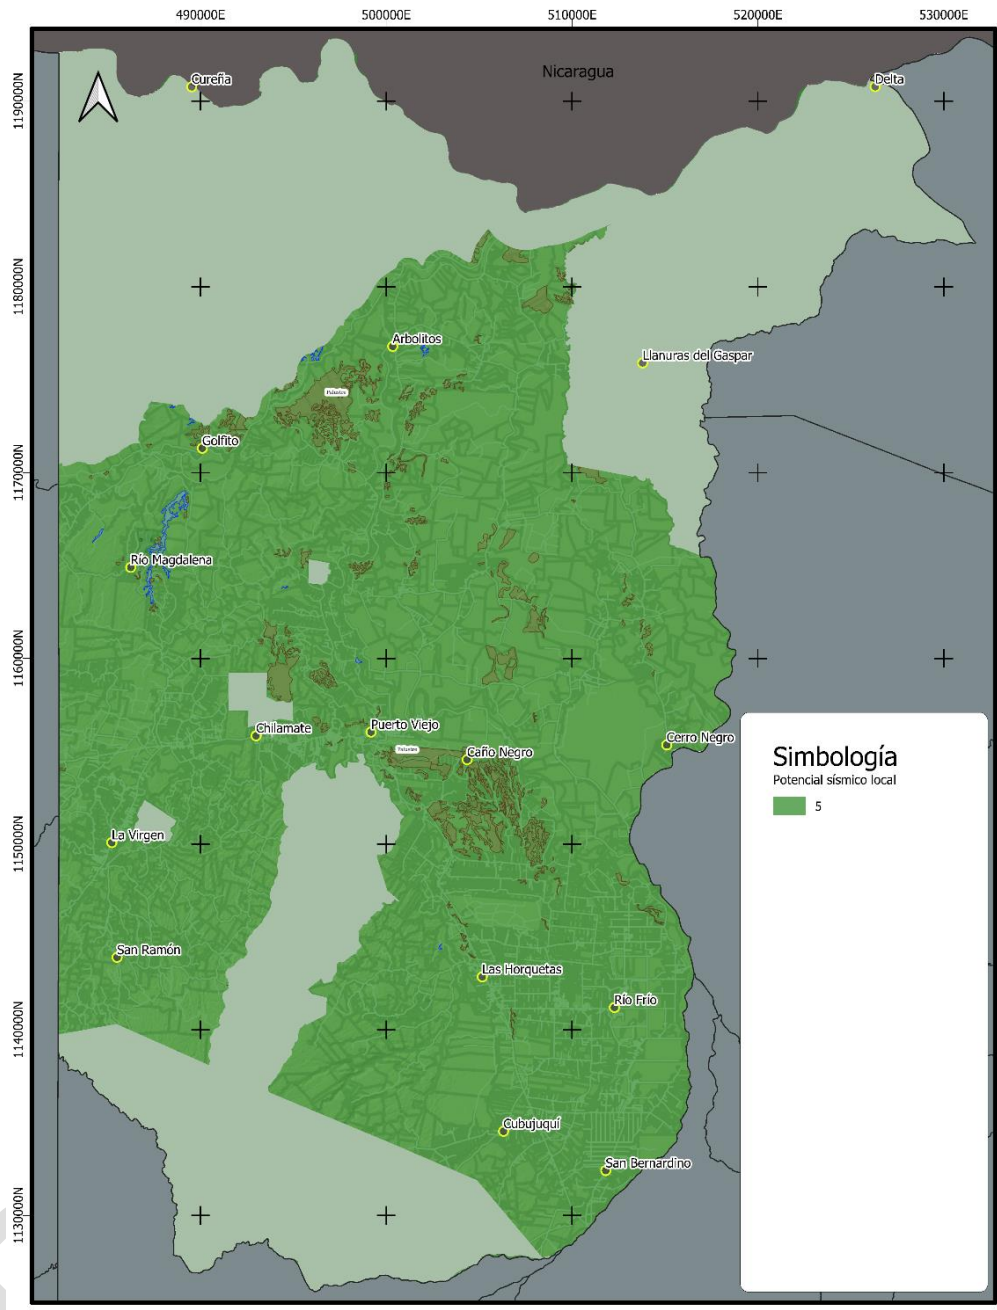 490000E
500000E
510000E
520000E
530000E
1190000N
1180000N
1170000N
1160000N
1150000N
1140000N
1130000N
Nicaragua
Cureña
Delta
Arbolitos
Llanuras del Gaspar
Golfito
Río Magdalena
Puerto Viejo
Chilamate
Caño Negro
Cerro Negro
La Virgen
San Ramón
Las Horquetas
Río Frío
Cubujuquí
San Bernardino
Simbología
Potencial sísmico local
5